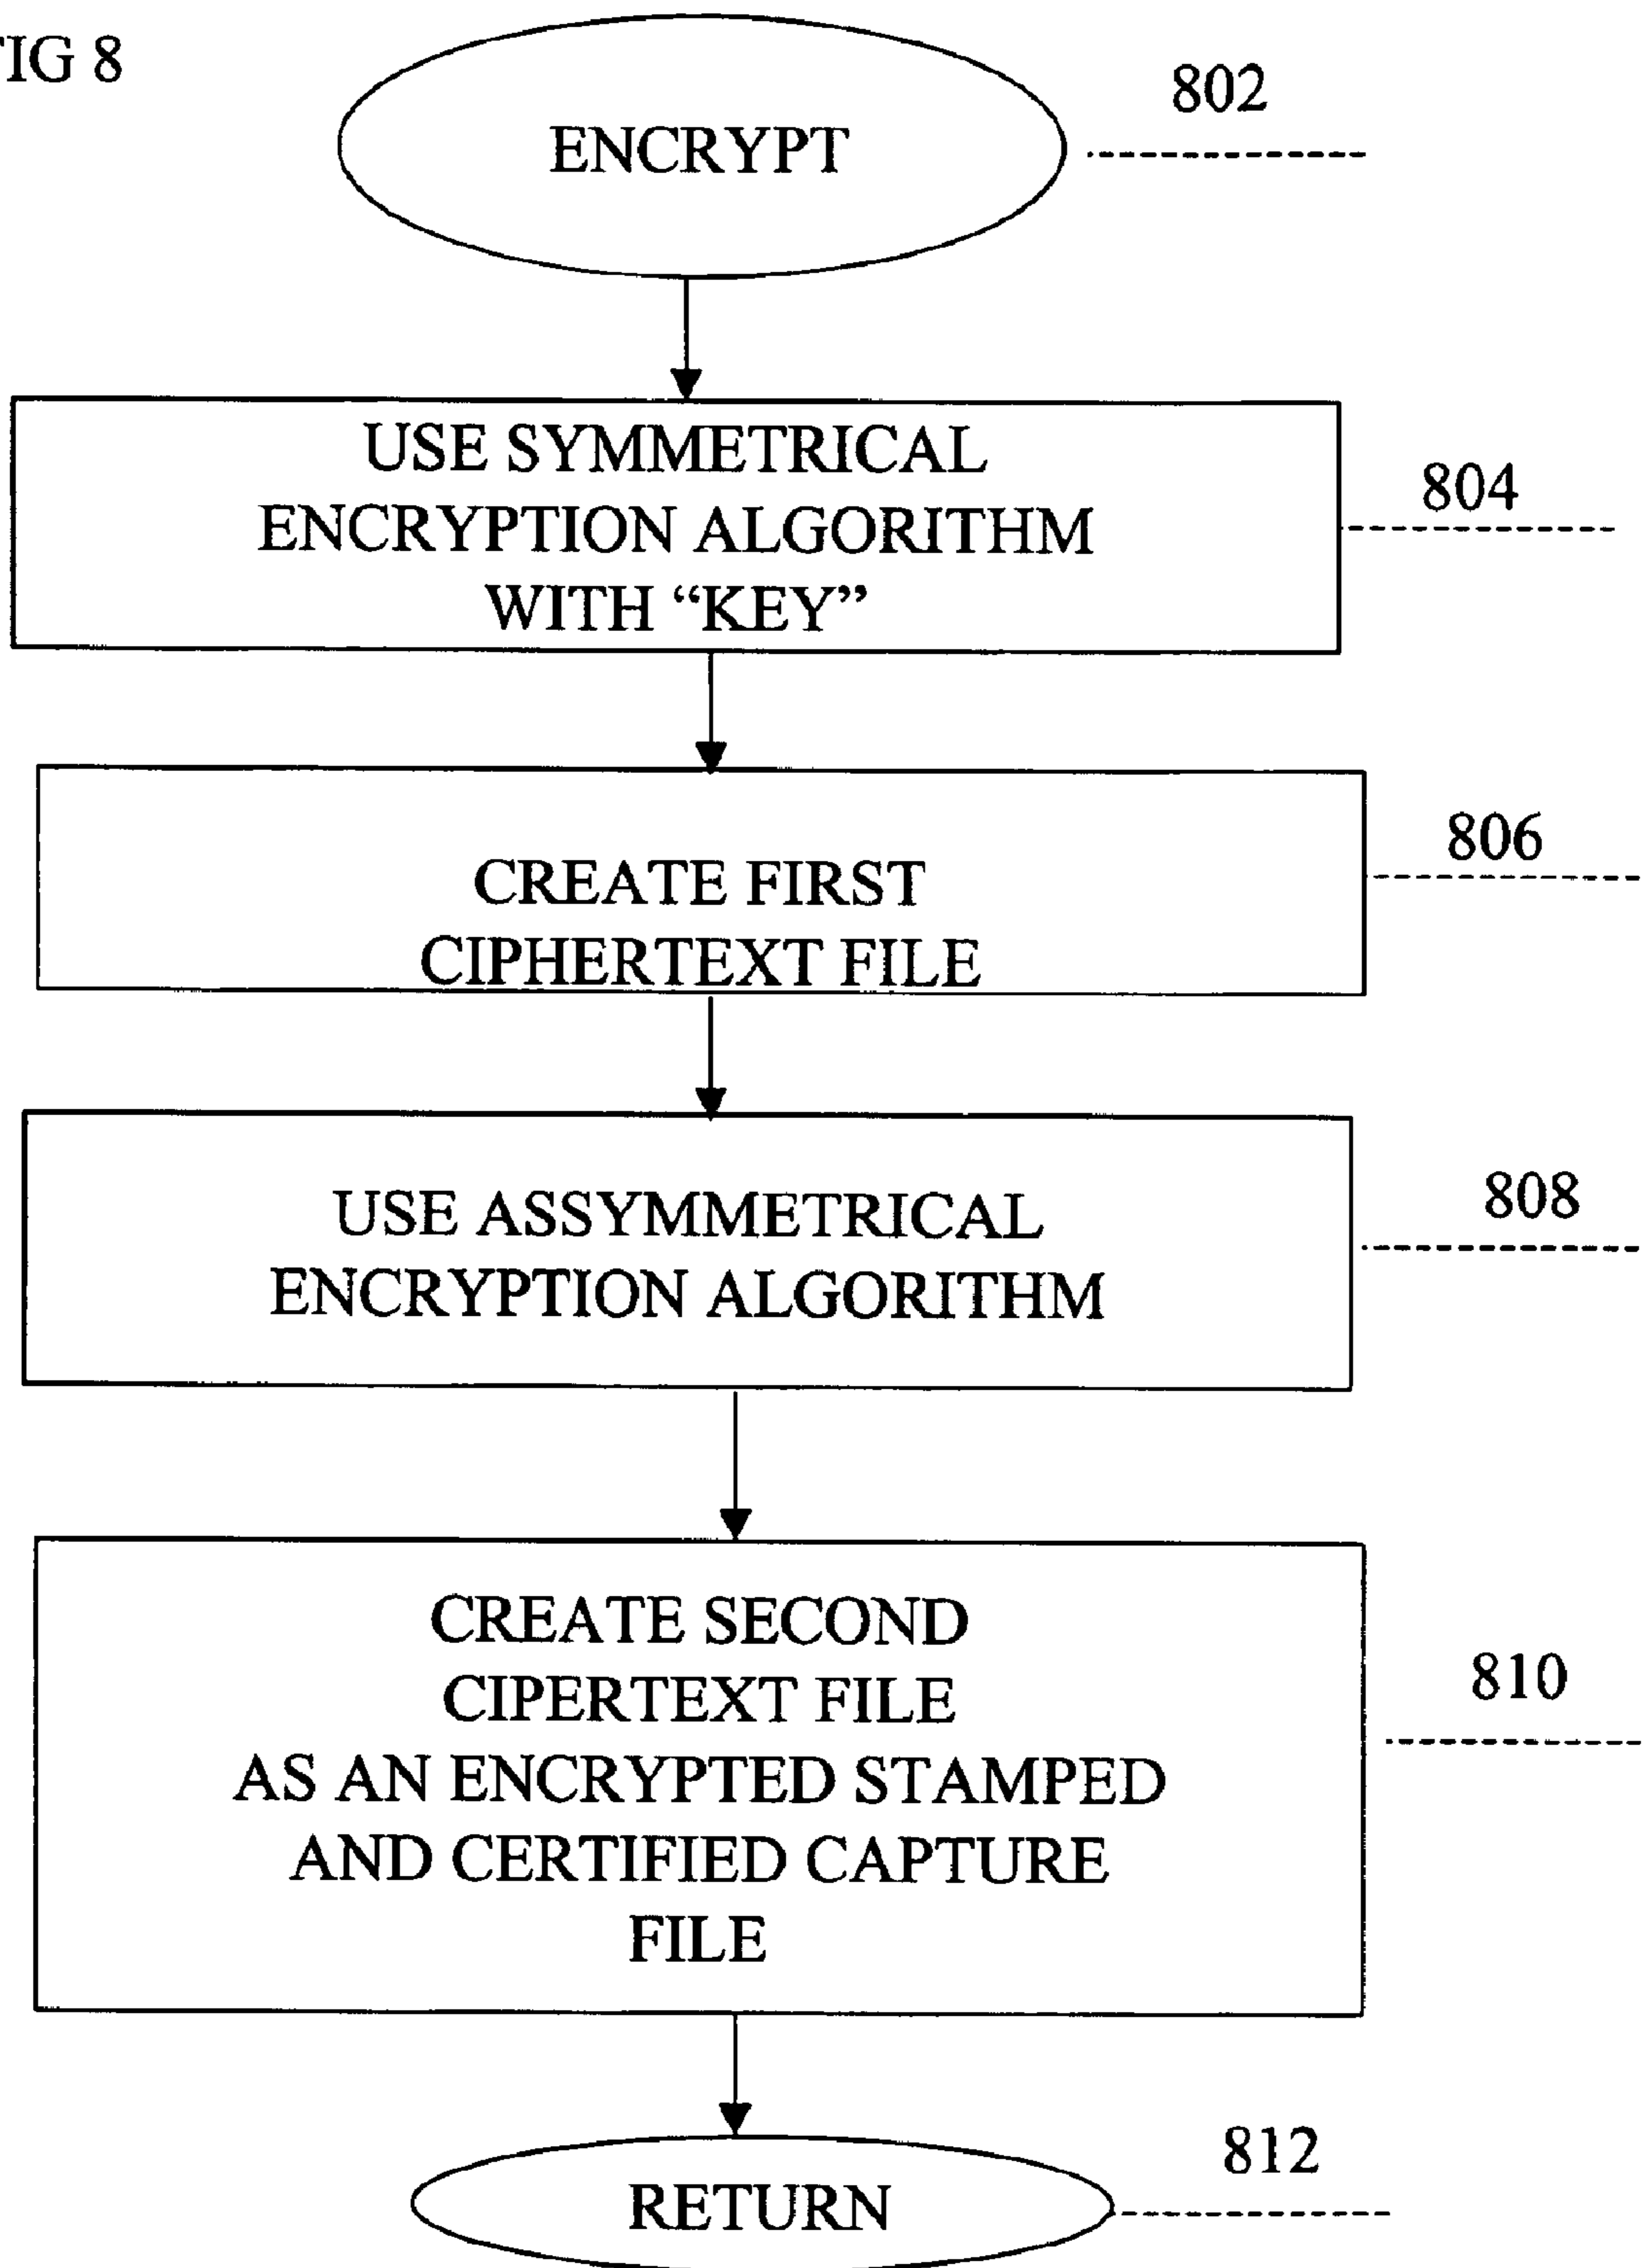 IG 8
802
ENCRYPT
USE SYMMETRICAL
ENCRYPTION ALGORITHM
WITH “KEY”
804
CREATE FIRST
CIPHERTEXT FILE
806
USE ASSYMMETRICAL
ENCRYPTION ALGORITHM
808
CREATE SECOND
CIPERTEXT FILE
AS AN ENCRYPTED STAMPED
AND CERTIFIED CAPTURE
FILE
810
RETURN
812